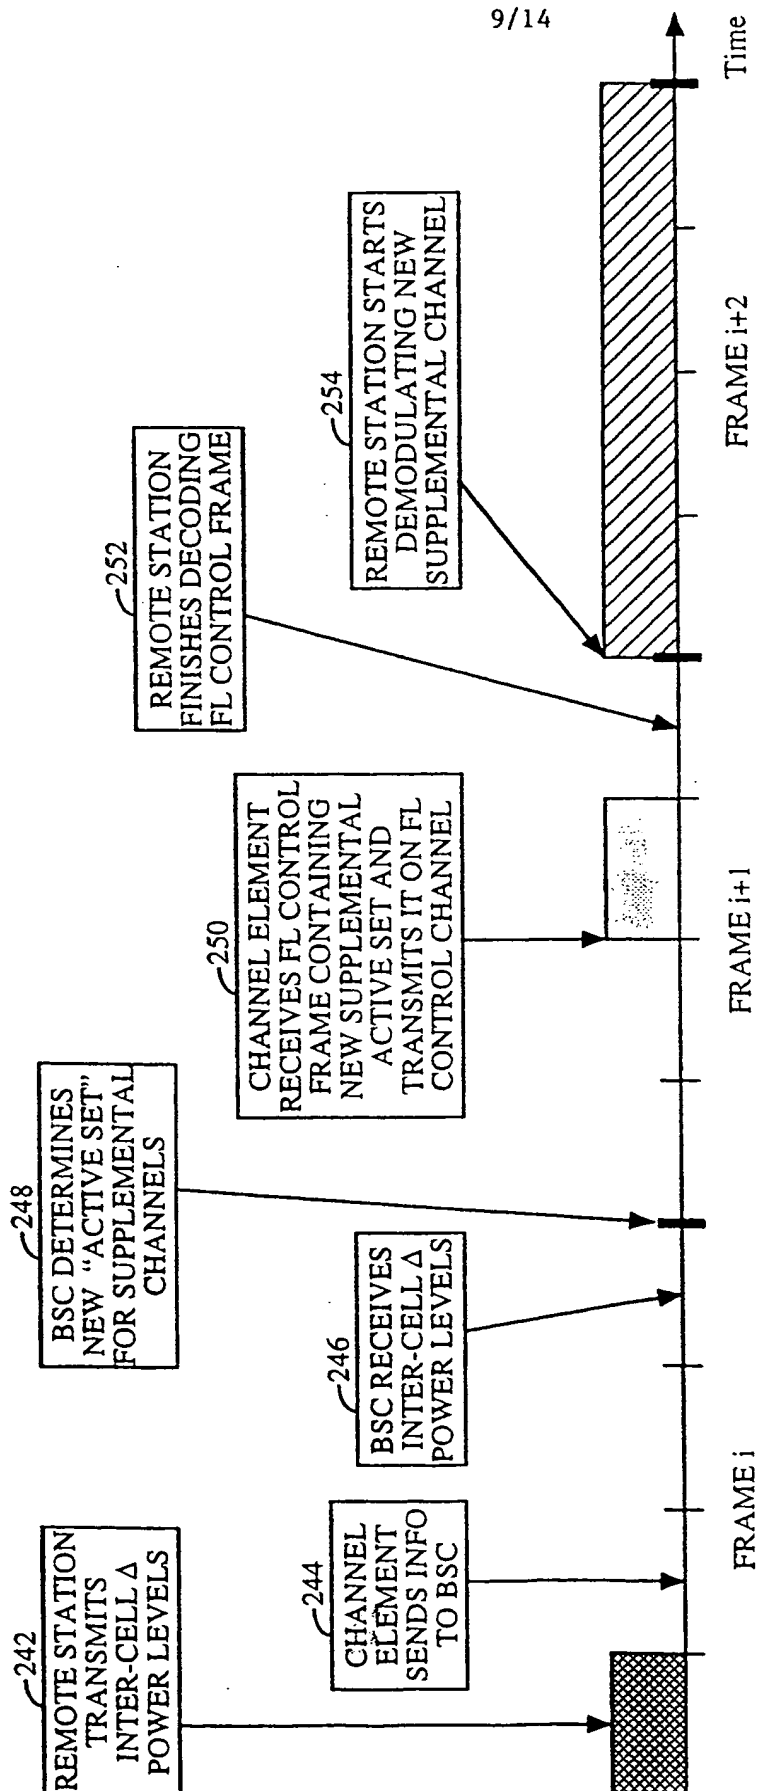 9/14
242
REMOTE STATION
TRANSMITS
INTER-CELL Δ
POWER LEVELS
244
CHANNEL
ELEMENT
SENDS INFO
TO BSC
246
BSC RECEIVES
INTER-CELL Δ
POWER LEVELS
248
BSC DETERMINES
NEW “ACTIVE SET”
FOR SUPPLEMENTAL
CHANNELS
250
CHANNEL ELEMENT
RECEIVES FL CONTROL
FRAME CONTAINING
NEW SUPPLEMENTAL
ACTIVE SET AND
TRANSMITS IT ON FL
CONTROL CHANNEL
252
REMOTE STATION
FINISHES DECODING
FL CONTROL FRAME
254
REMOTE STATION STARTS
DEMODULATING NEW
SUPPLEMENTAL CHANNEL
FRAME i
FRAME i+1
FRAME i+2
Time